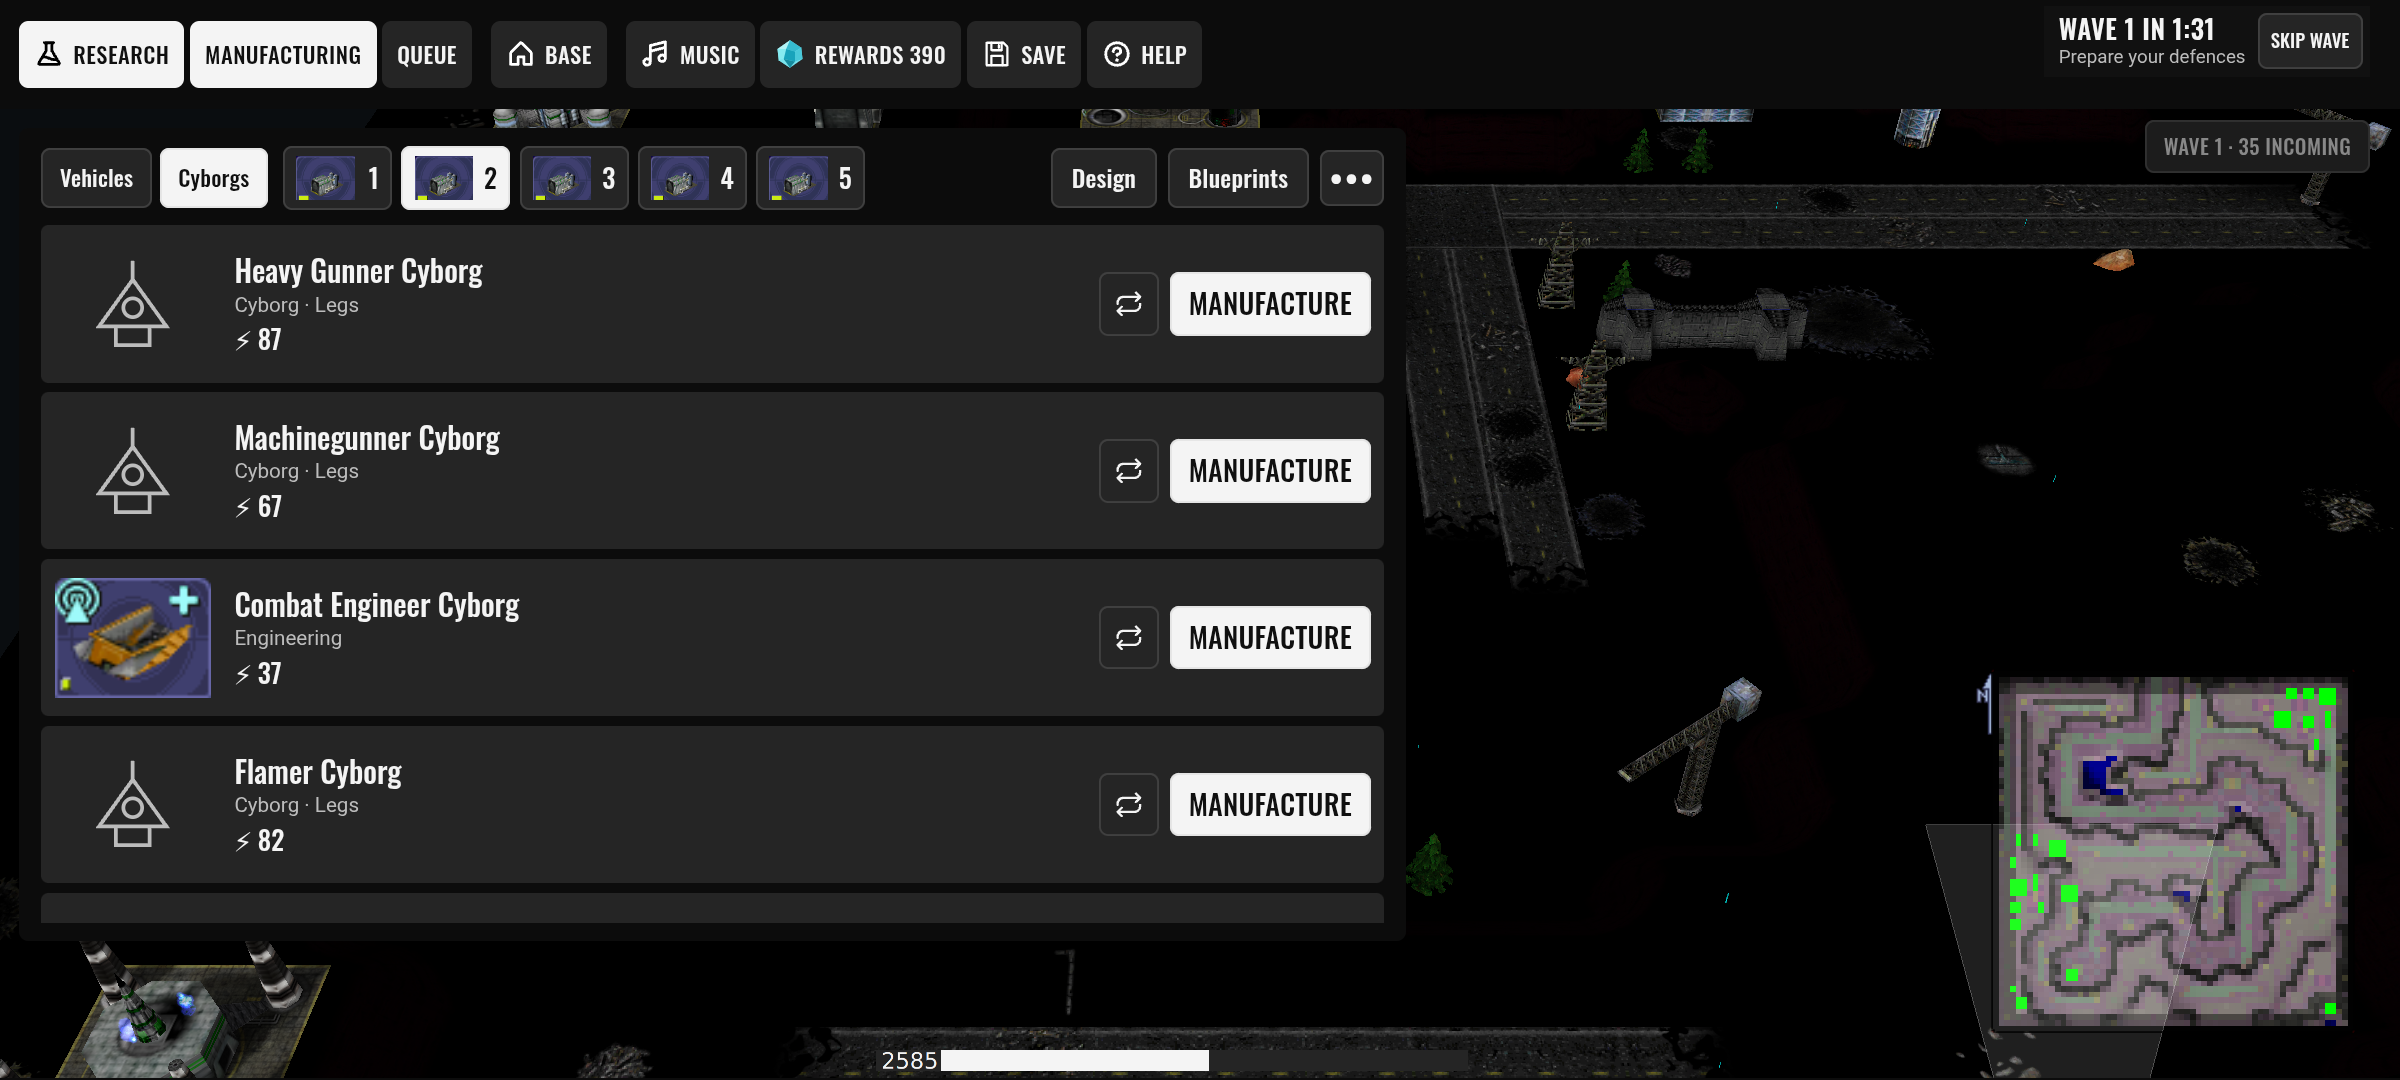 RESEARCH
MANUFACTURING
QUEUE
BASE
MUSIC
REWARDS 390
SAVE
HELP
WAVE 1 IN 1:31
Prepare your defences
SKIP WAVE
WAVE 1 · 35 INCOMING
Vehicles
Cyborgs
1
2
3
4
5
Design
Blueprints
Heavy Gunner Cyborg
Cyborg · Legs
⚡ 87
MANUFACTURE
Machinegunner Cyborg
Cyborg · Legs
⚡ 67
MANUFACTURE
Combat Engineer Cyborg
Engineering
⚡ 37
MANUFACTURE
Flamer Cyborg
Cyborg · Legs
⚡ 82
MANUFACTURE
N
2585